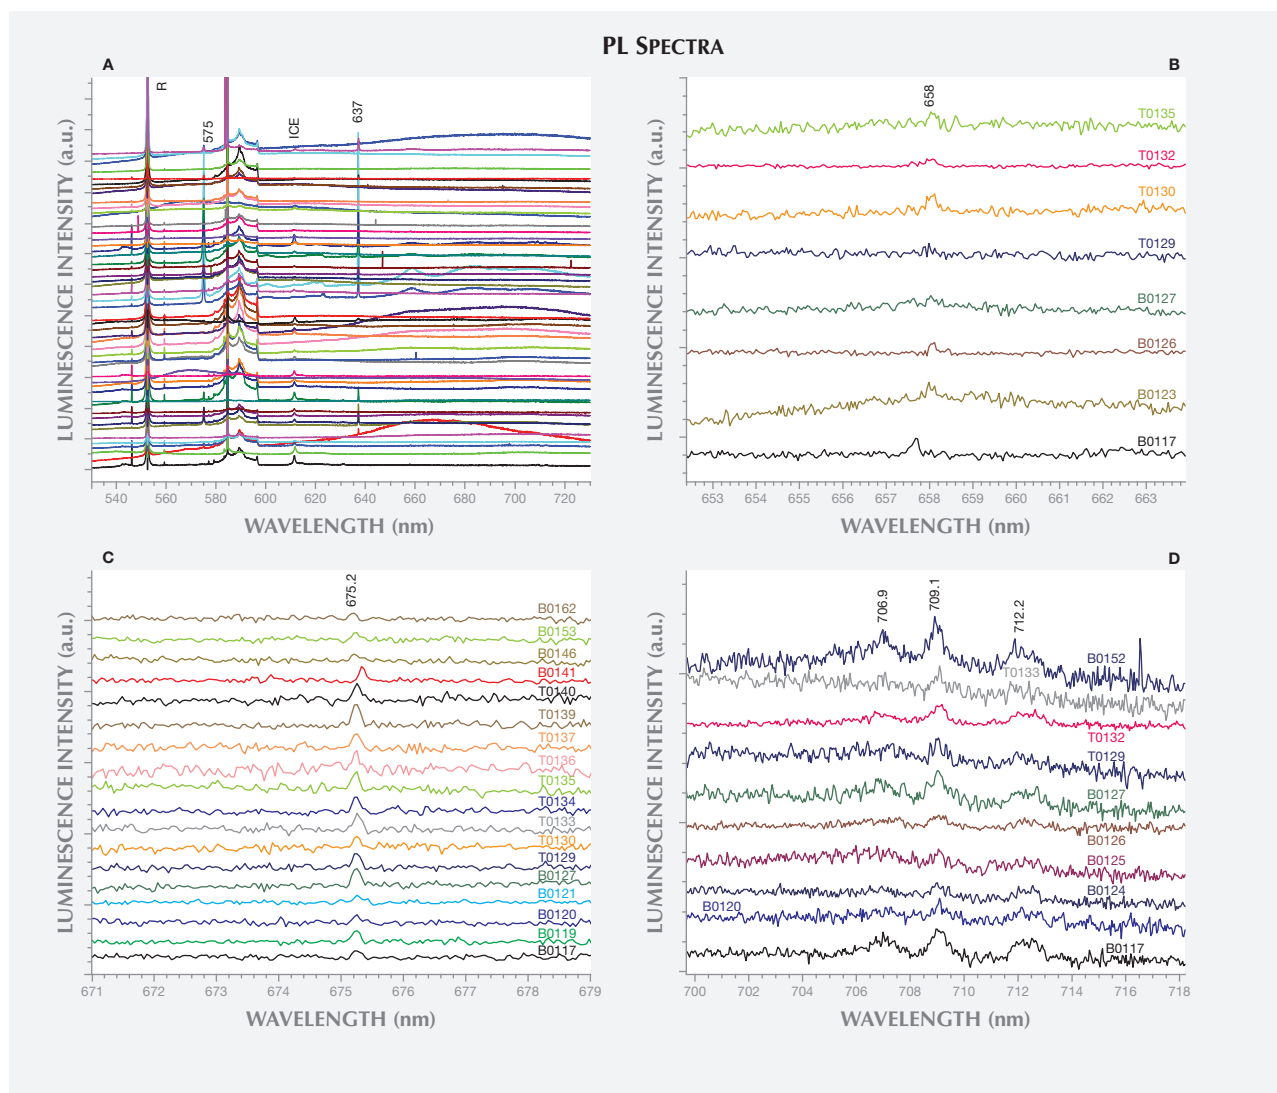 PL SPECTRA
A
R
575
ICE
637
LUMINESCENCE INTENSITY (a.u.)
540 560 580 600 620 640 660 680 700 720
WAVELENGTH (nm)
B
658
T0135
T0132
T0130
T0129
B0127
B0126
B0123
B0117
LUMINESCENCE INTENSITY (a.u.)
653 654 655 656 657 658 659 660 661 662 663
WAVELENGTH (nm)
C
675.2
B0162
B0153
B0146
B0141
T0140
T0139
T0137
T0136
T0135
T0134
T0133
T0130
T0129
B0127
B0121
B0120
B0119
B0117
LUMINESCENCE INTENSITY (a.u.)
671 672 673 674 675 676 677 678 679
WAVELENGTH (nm)
D
706.9
709.1
712.2
B0152
T0133
T0132
T0129
B0127
B0126
B0125
B0124
B0120
B0117
LUMINESCENCE INTENSITY (a.u.)
700 702 704 706 708 710 712 714 716 718
WAVELENGTH (nm)